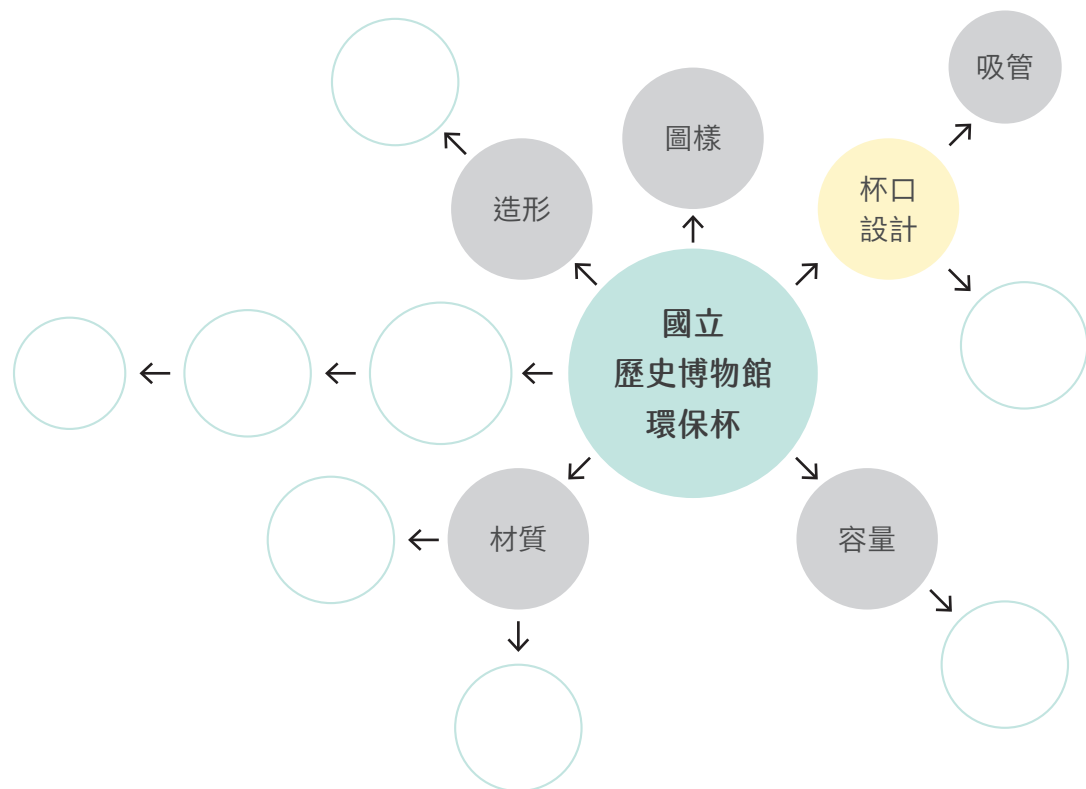 吸管
圖樣
杯口
設計
造形
國立
歷史博物館
環保杯
材質
容量